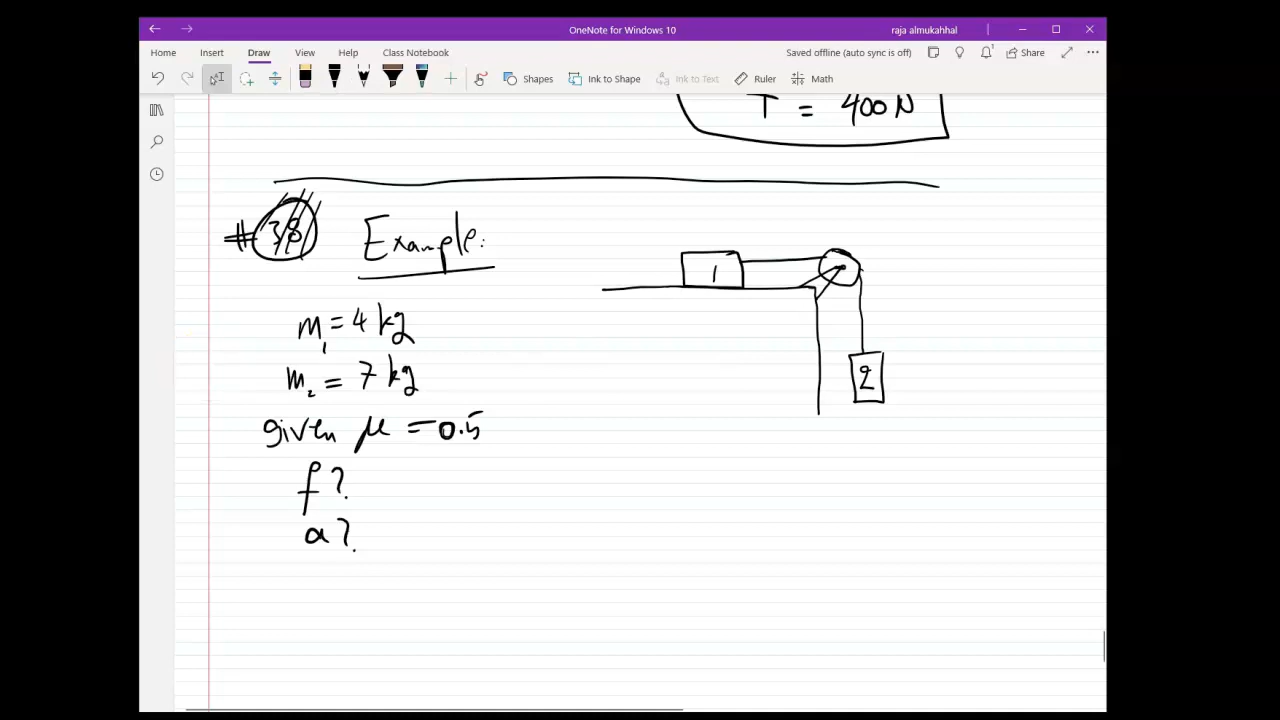 OneNote for Windows 10
raja almukahhal
Home Insert Draw View Help Class Notebook
Saved offline (auto sync is off)
Share
Shapes
Ink to Shape
Ink to Text
Ruler
Math
T = 400 N
#38 Example:
1
m₁ = 4 kg
m₂ = 7 kg
2
given μ = 0.5
f?
a?